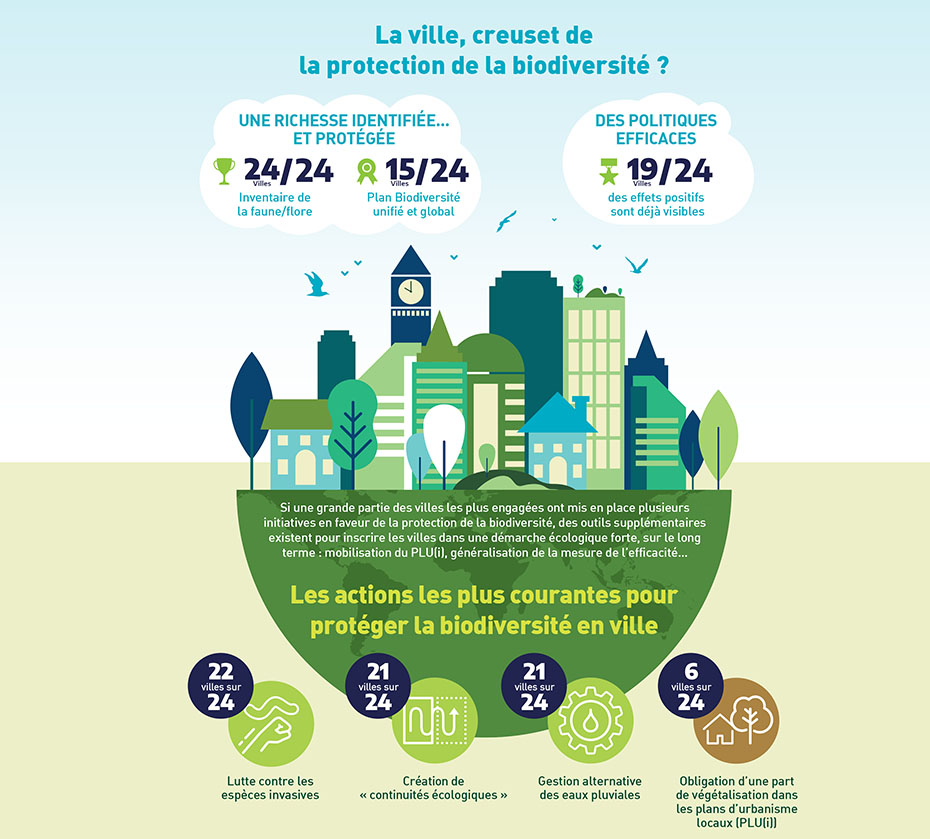 La ville, creuset de
la protection de la biodiversité ?
UNE RICHESSE IDENTIFIÉE...
ET PROTÉGÉE
24/24
Villes
Inventaire de
la faune/flore
15/24
Villes
Plan Biodiversité
unifié et global
DES POLITIQUES
EFFICACES
19/24
Villes
des effets positifs
sont déjà visibles
Si une grande partie des villes les plus engagées ont mis en place plusieurs
initiatives en faveur de la protection de la biodiversité, des outils supplémentaires
existent pour inscrire les villes dans une démarche écologique forte, sur le long
terme : mobilisation du PLU(i), généralisation de la mesure de l'efficacité...
Les actions les plus courantes pour
protéger la biodiversité en ville
22
villes sur
24
Lutte contre les
espèces invasives
21
villes sur
24
Création de
« continuités écologiques »
21
villes sur
24
Gestion alternative
des eaux pluviales
6
villes sur
24
Obligation d'une part
de végétalisation dans
les plans d'urbanisme
locaux (PLU(i))